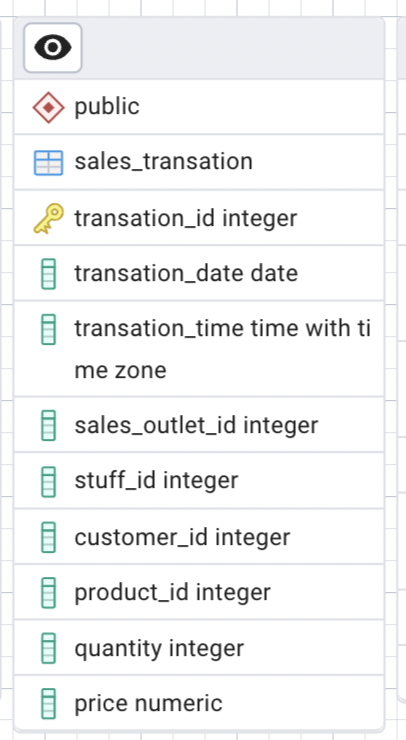 public
sales_transation
transation_id integer
transation_date date
transation_time time with ti
me zone
sales_outlet_id integer
stuff_id integer
customer_id integer
product_id integer
quantity integer
price numeric